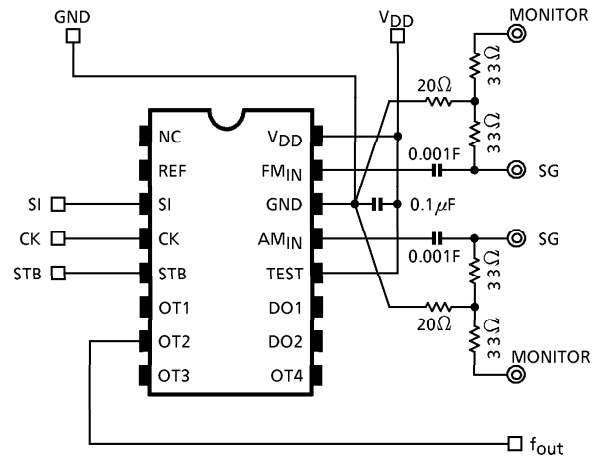 GND
VDD
MONITOR
33Ω
20Ω
33Ω
NC
VDD
0.001F
REF
FMIN
SG
SI
SI
GND
0.1μF
CK
CK
AMIN
SG
0.001F
STB
STB
TEST
33Ω
OT1
DO1
20Ω
33Ω
OT2
DO2
MONITOR
OT3
OT4
fout